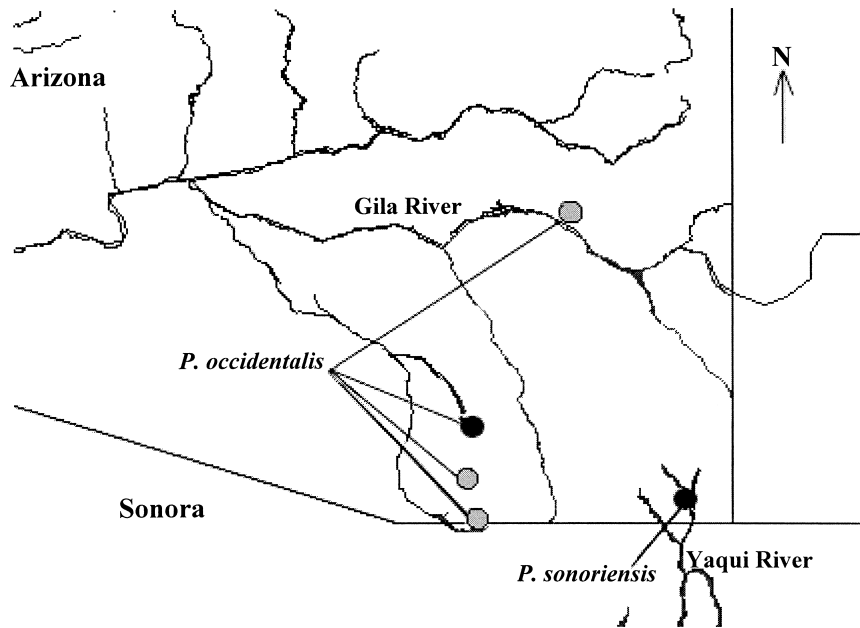 Arizona
N
Gila River
P. occidentalis
Sonora
P. sonoriensis
Yaqui River